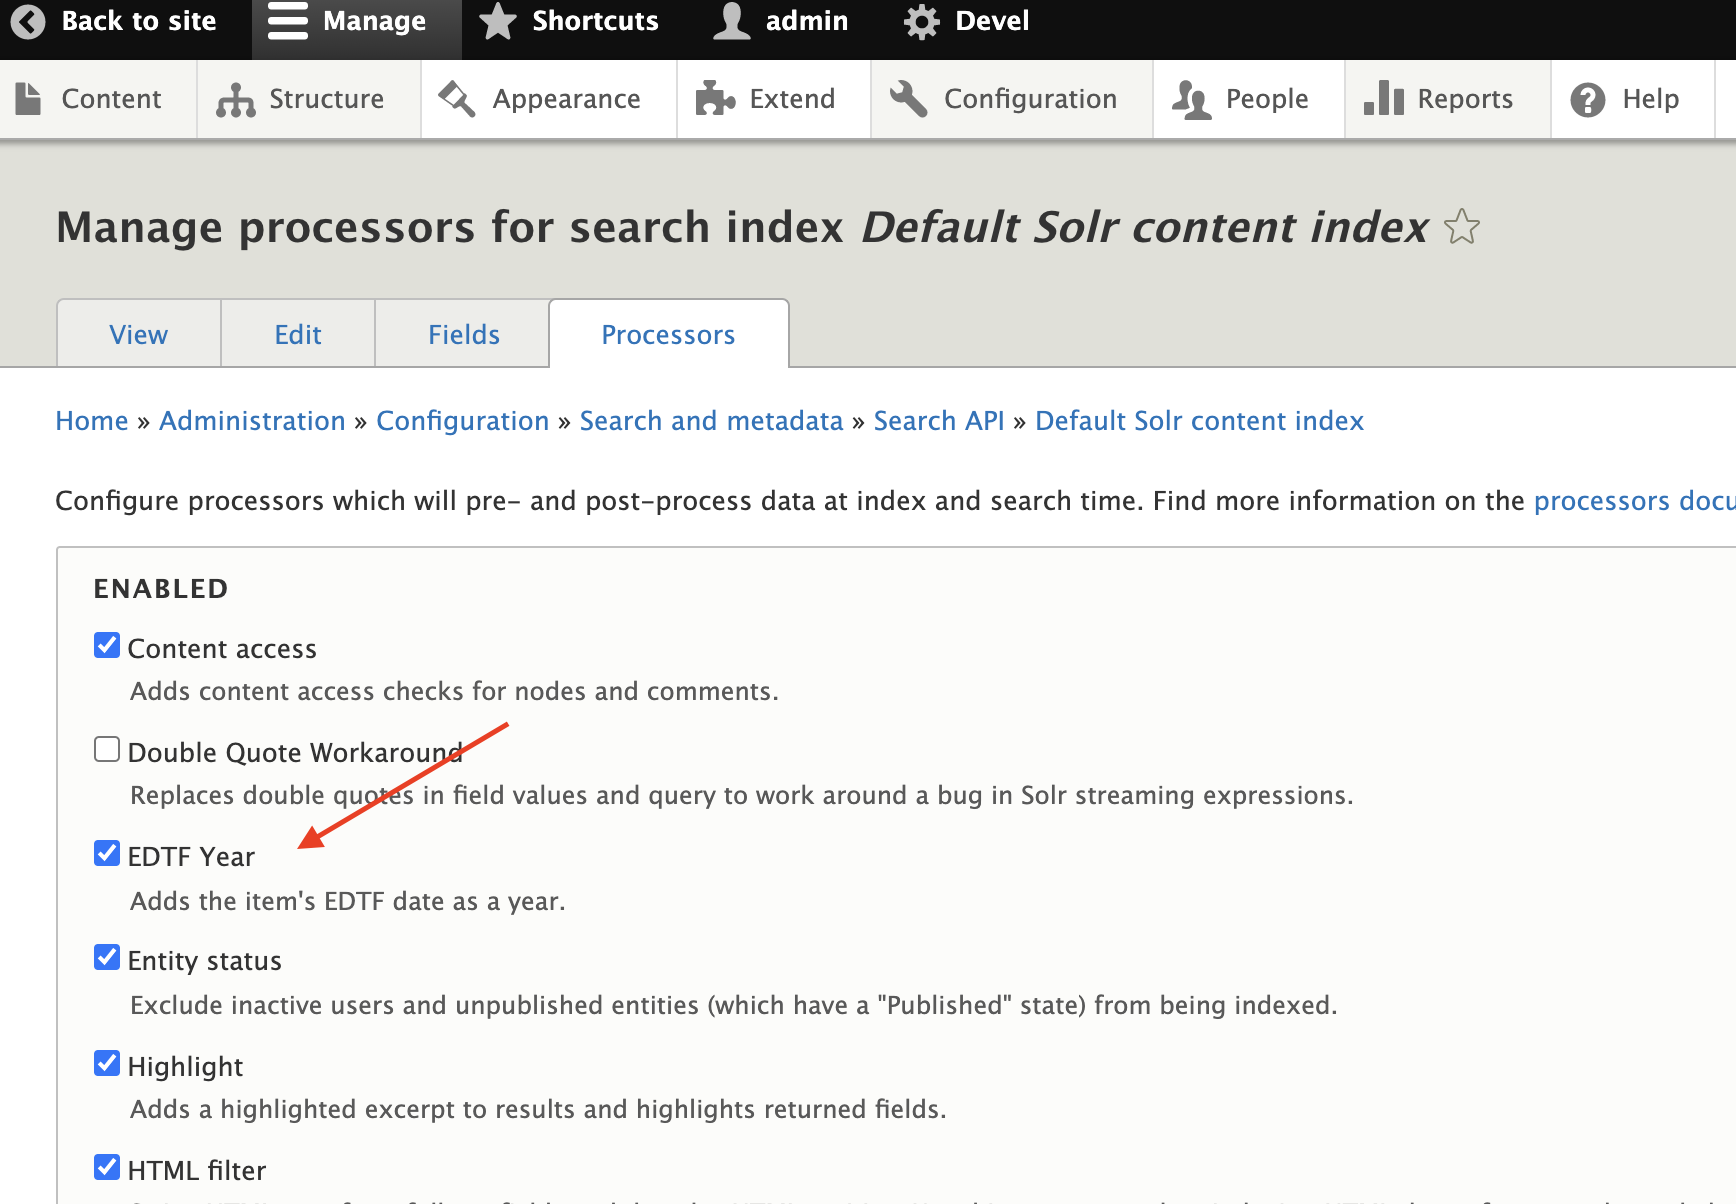 Back to site Manage Shortcuts admin Devel
Content Structure Appearance Extend Configuration People Reports Help
Manage processors for search index Default Solr content index
View Edit Fields Processors
Home » Administration » Configuration » Search and metadata » Search API » Default Solr content index
Configure processors which will pre- and post-process data at index and search time. Find more information on the processors docu
ENABLED
Content access
Adds content access checks for nodes and comments.
Double Quote Workaround
Replaces double quotes in field values and query to work around a bug in Solr streaming expressions.
EDTF Year
Adds the item's EDTF date as a year.
Entity status
Exclude inactive users and unpublished entities (which have a "Published" state) from being indexed.
Highlight
Adds a highlighted excerpt to results and highlights returned fields.
HTML filter